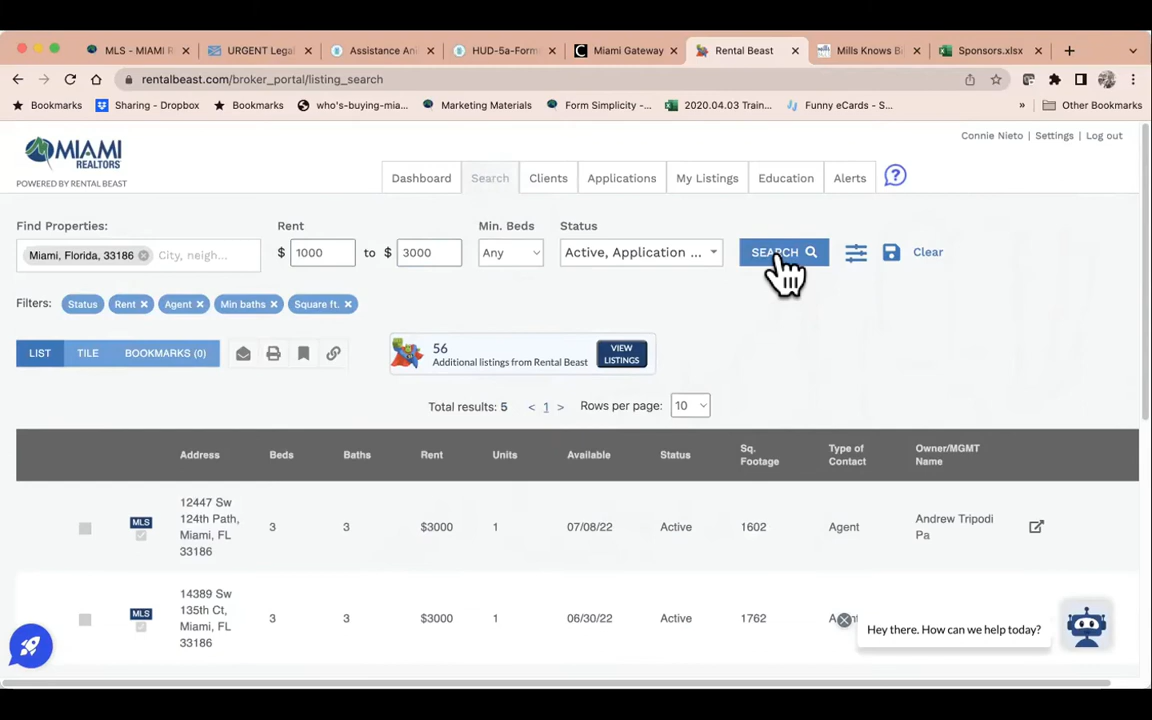 MLS - MIAMI R
URGENT Lega
Assistance An
HUD-5a-Form
Miami Gateway
Rental Beast
Mills Knows B
Sponsors.xlsx
rentalbeast.com/broker_portal/listing_search
Bookmarks
Sharing - Dropbox
Bookmarks
who's-buying-mia...
Marketing Materials
Form Simplicity -...
2020.04.03 Train...
Funny eCards - S...
»
Other Bookmarks
MIAMI
REALTORS
POWERED BY RENTAL BEAST
Connie Nieto | Settings | Log out
Dashboard
Search
Clients
Applications
My Listings
Education
Alerts
?
Find Properties:
Rent
Min. Beds
Status
Miami, Florida, 33186
City, neigh...
$ 1000 to $ 3000
Any
Active, Application ...
SEARCH
Clear
Filters:
Status
Rent
Agent
Min baths
Square ft.
LIST
TILE
BOOKMARKS (0)
56
Additional listings from Rental Beast
VIEW
LISTINGS
Total results: 5
< 1 >
Rows per page:
10
Address
Beds
Baths
Rent
Units
Available
Status
Sq.
Footage
Type of
Contact
Owner/MGMT
Name
MLS
12447 Sw
124th Path,
Miami, FL
33186
3
3
$3000
1
07/08/22
Active
1602
Agent
Andrew Tripodi
Pa
MLS
14389 Sw
135th Ct,
Miami, FL
33186
3
3
$3000
1
06/30/22
Active
1762
Hey there. How can we help today?